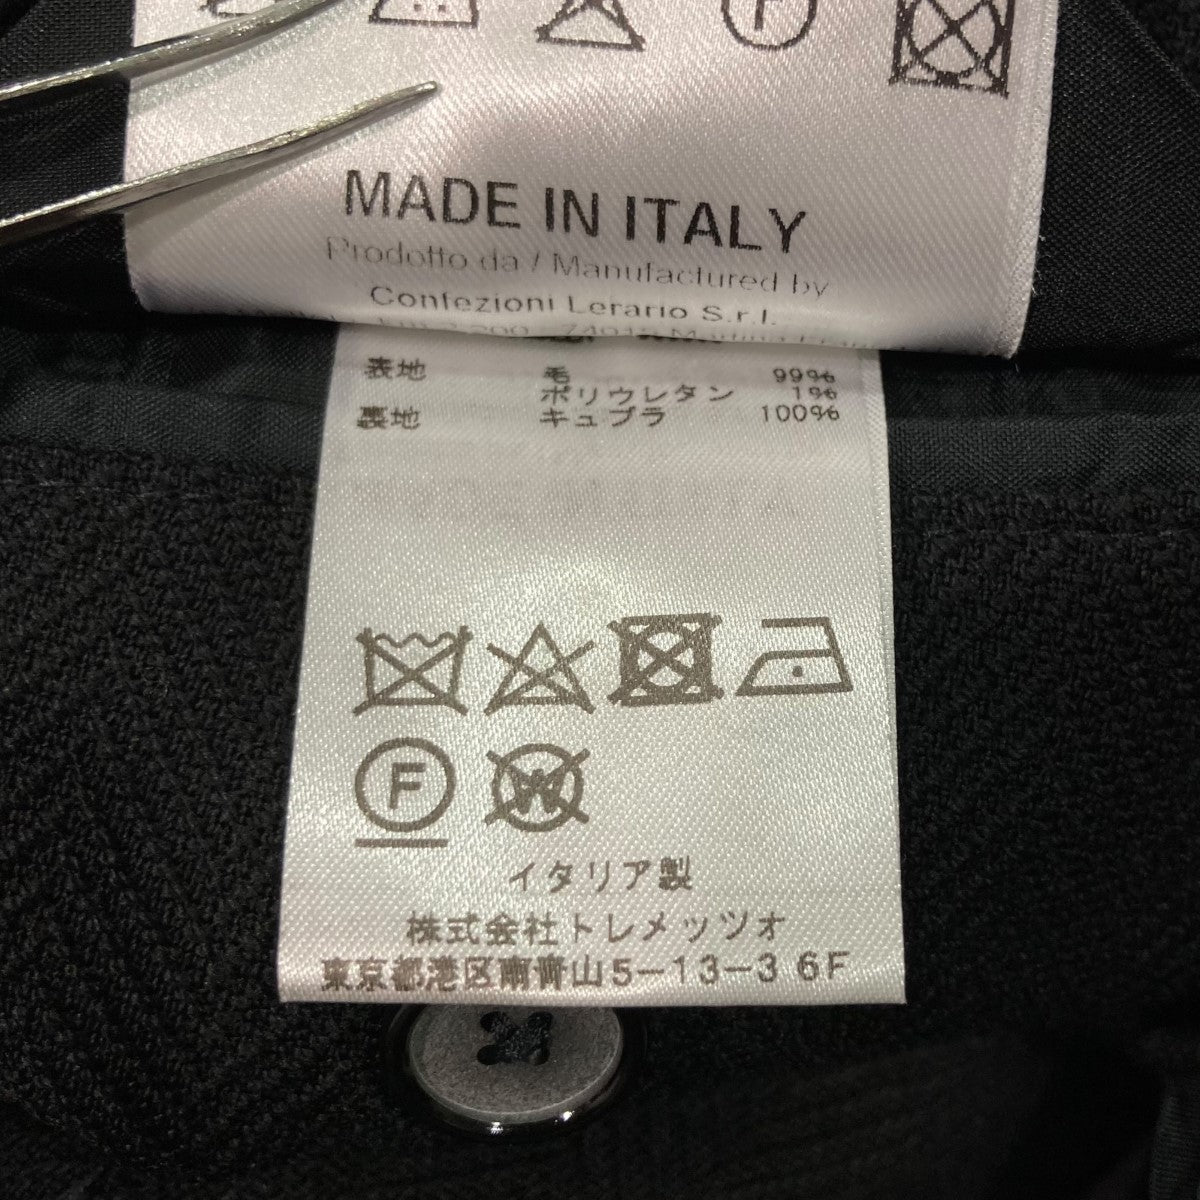 P
MADE IN ITALY
Prodotto da / Manufactured by
Confezioni Lerario S.r.l.
表地 毛 99%
ポリウレタン 1%
裏地 キュプラ 100%
F W
イタリア製
株式会社トレメッツオ
東京都港区南青山5-13-3 6F